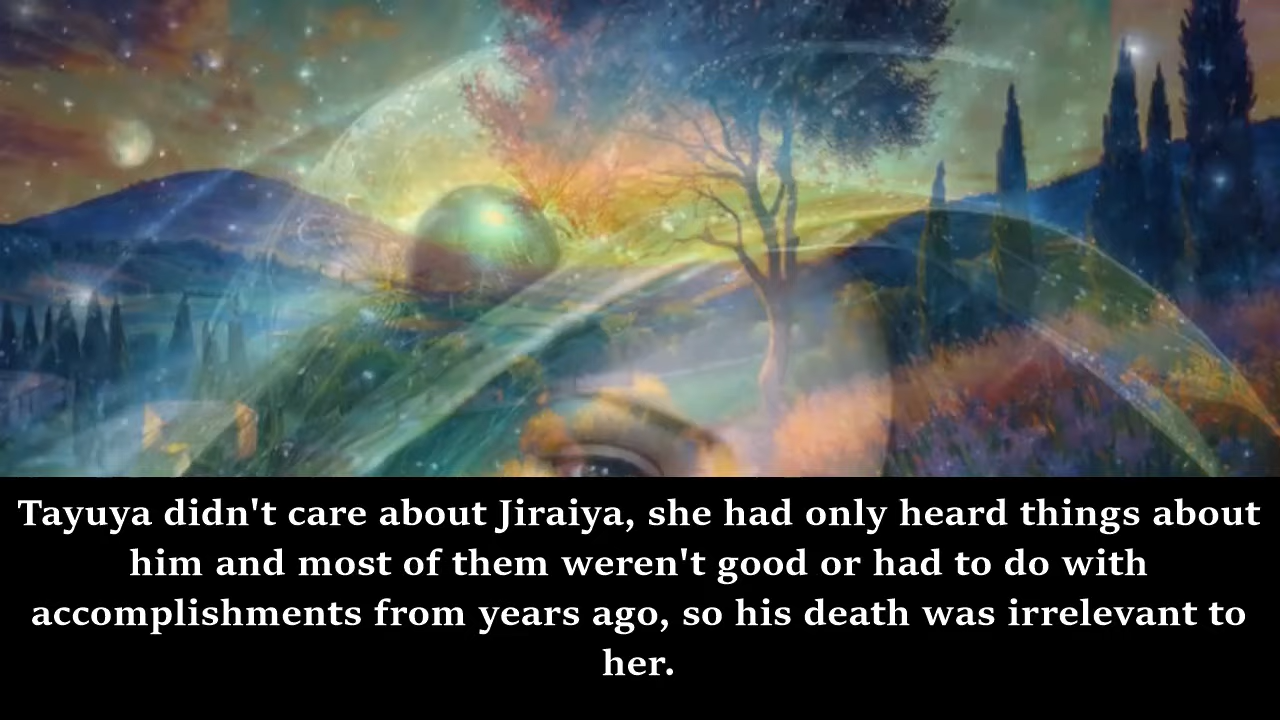 Tayuya didn't care about Jiraiya, she had only heard things about
him and most of them weren't good or had to do with
accomplishments from years ago, so his death was irrelevant to
her.